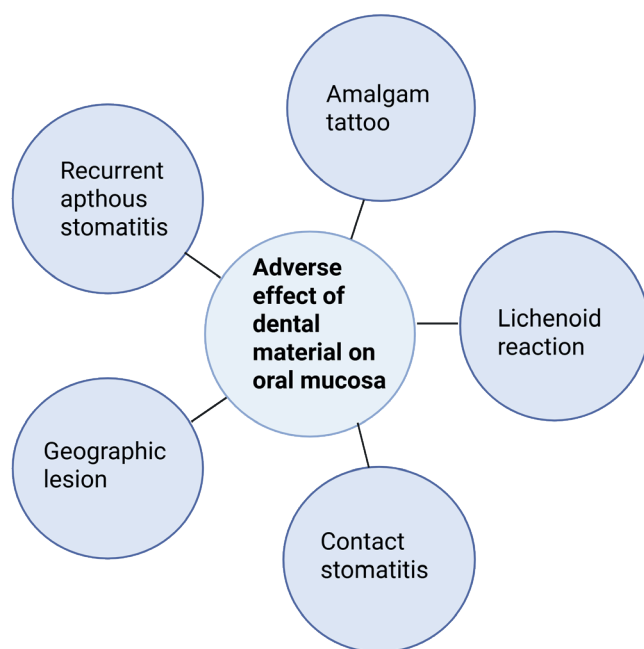 Amalgam
tattoo
Recurrent
apthous
stomatitis
Adverse
effect of
dental
material on
oral mucosa
Lichenoid
reaction
Geographic
lesion
Contact
stomatitis